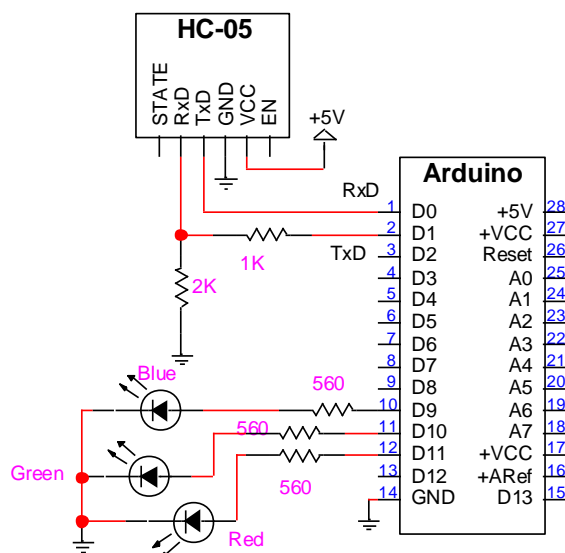 HC-05
STATE
RxD
TxD
GND
VCC
EN
+5V
Arduino
RxD
1 D0 +5V 28
2 D1 +VCC 27
TxD
3 D2 Reset 26
1K
4 D3 A0 25
2K
5 D4 A1 24
6 D5 A2 23
7 D6 A3 22
8 D7 A4 21
Blue
9 D8 A5 20
560
10 D9 A6 19
560
11 D10 A7 18
12 D11 +VCC 17
Green
13 D12 +ARef 16
560
14 GND D13 15
Red